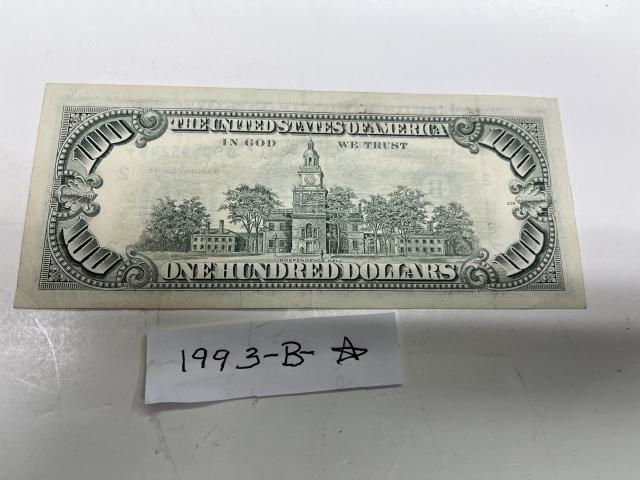 100 THE UNITED STATES OF AMERICA 100
IN GOD WE TRUST
INDEPENDENCE HALL
100 ONE HUNDRED DOLLARS 100
1993-B-☆